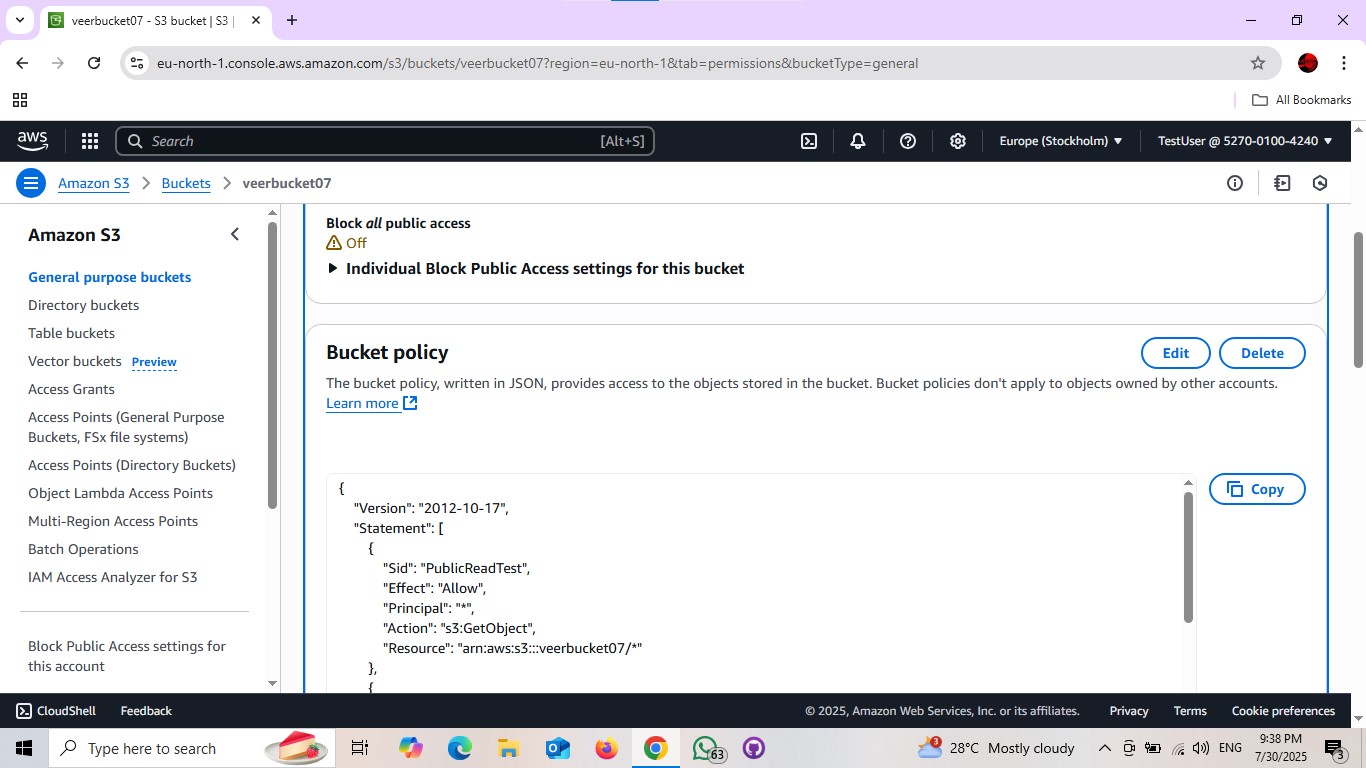 veerbucket07 - S3 bucket | S3 |
eu-north-1.console.aws.amazon.com/s3/buckets/veerbucket07?region=eu-north-1&tab=permissions&bucketType=general
All Bookmarks
aws
Search [Alt+S]
Europe (Stockholm)
TestUser @ 5270-0100-4240
Amazon S3 > Buckets > veerbucket07
Amazon S3
General purpose buckets
Directory buckets
Table buckets
Vector buckets Preview
Access Grants
Access Points (General Purpose
Buckets, FSx file systems)
Access Points (Directory Buckets)
Object Lambda Access Points
Multi-Region Access Points
Batch Operations
IAM Access Analyzer for S3
Block Public Access settings for
this account
Block all public access
Off
Individual Block Public Access settings for this bucket
Bucket policy
Edit
Delete
The bucket policy, written in JSON, provides access to the objects stored in the bucket. Bucket policies don't apply to objects owned by other accounts.
Learn more
Copy
{
"Version": "2012-10-17",
"Statement": [
{
"Sid": "PublicReadTest",
"Effect": "Allow",
"Principal": "*",
"Action": "s3:GetObject",
"Resource": "arn:aws:s3:::veerbucket07/*"
},
{
CloudShell
Feedback
© 2025, Amazon Web Services, Inc. or its affiliates.
Privacy
Terms
Cookie preferences
Type here to search
63
3
28°C Mostly cloudy
ENG
9:38 PM
7/30/2025
3